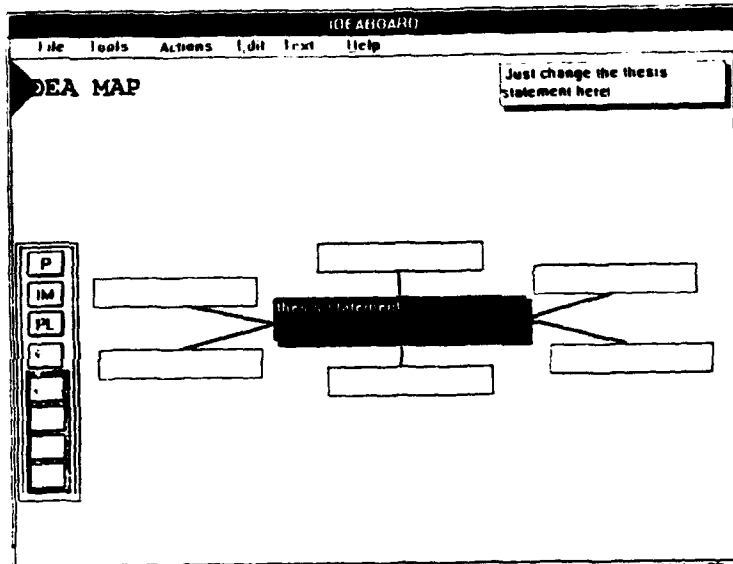 IDEABOARD
File Tools Actions Edit Text Help
IDEA MAP
Just change the thesis
statement here!
P
IM
PL
thesis statement